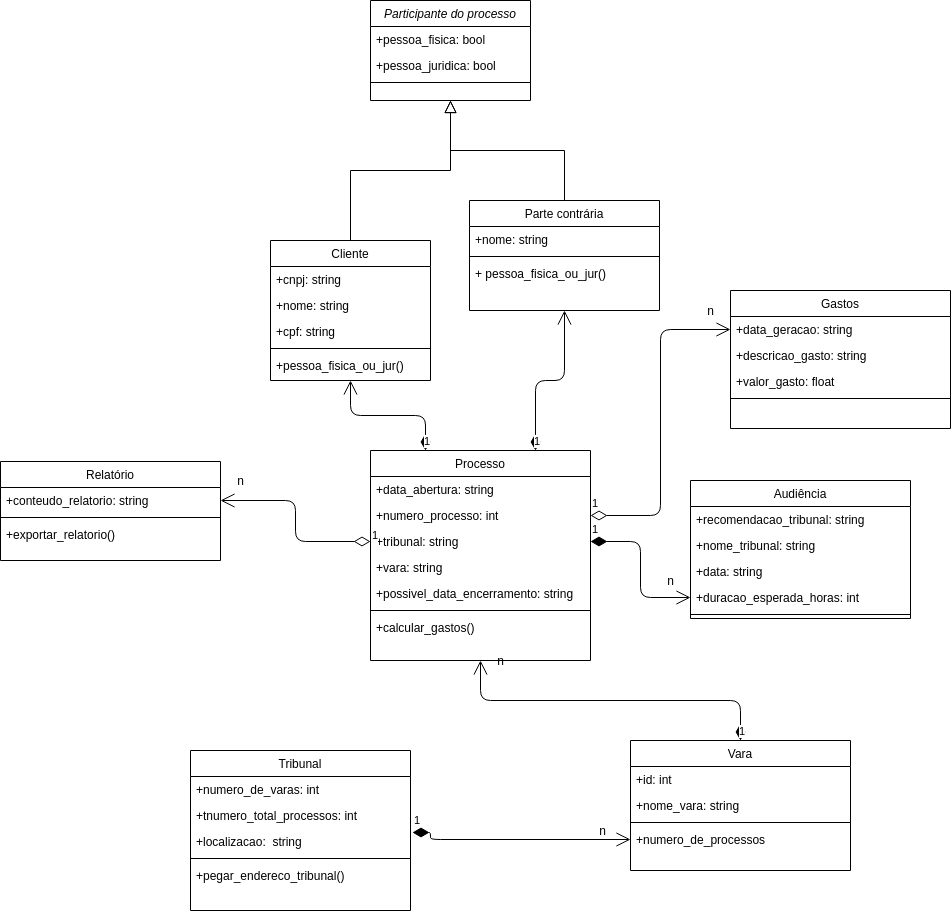 Participante do processo
+pessoa_fisica: bool
+pessoa_juridica: bool
Parte contrária
+nome: string
+ pessoa_fisica_ou_jur()
Cliente
+cnpj: string
+nome: string
+cpf: string
+pessoa_fisica_ou_jur()
n
Gastos
+data_geracao: string
+descricao_gasto: string
+valor_gasto: float
1
1
Relatório
+conteudo_relatorio: string
+exportar_relatorio()
n
Processo
+data_abertura: string
+numero_processo: int
+tribunal: string
+vara: string
+possivel_data_encerramento: string
+calcular_gastos()
1
1
1
n
Audiência
+recomendacao_tribunal: string
+nome_tribunal: string
+data: string
+duracao_esperada_horas: int
n
1
Tribunal
+numero_de_varas: int
+tnumero_total_processos: int
+localizacao:  string
+pegar_endereco_tribunal()
1
n
Vara
+id: int
+nome_vara: string
+numero_de_processos